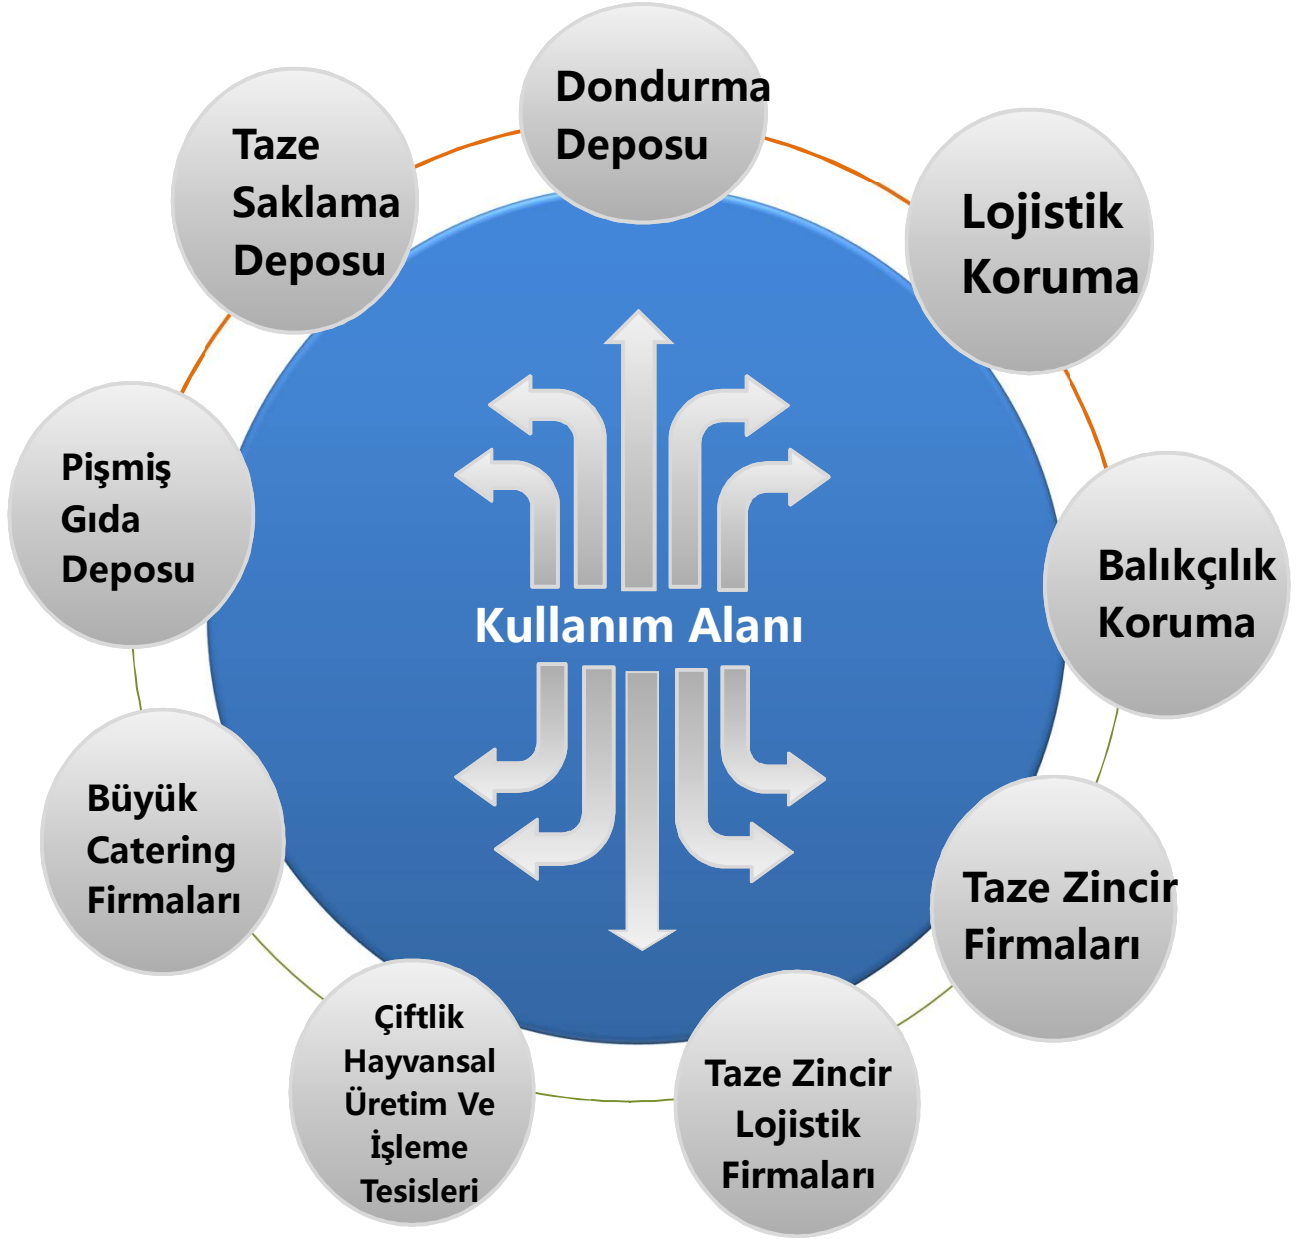 Dondurma
Deposu
Lojistik
Koruma
Balıkçılık
Koruma
Taze Zincir
Firmaları
Taze Zincir
Lojistik
Firmaları
Çiftlik
Hayvansal
Üretim Ve
İşleme
Tesisleri
Büyük
Catering
Firmaları
Pişmiş
Gıda
Deposu
Taze
Saklama
Deposu
Kullanım Alanı